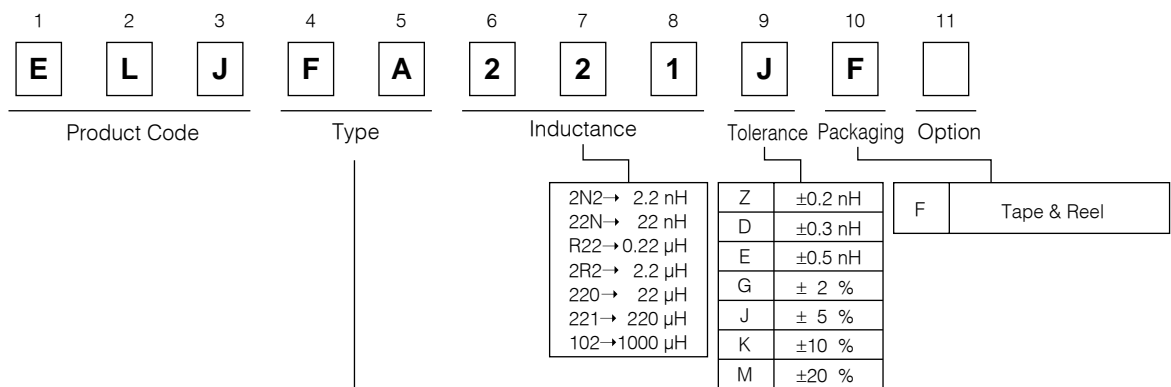 1 2 3 4 5 6 7 8 9 10 11
E L J F A 2 2 1 J F
Product Code Type Inductance Tolerance Packaging Option
2N2→ 2.2 nH
22N→ 22 nH
R22→0.22 µH
2R2→ 2.2 µH
220→ 22 µH
221→ 220 µH
102→1000 µH
Z ±0.2 nH
D ±0.3 nH
E ±0.5 nH
G ± 2 %
J ± 5 %
K ±10 %
M ±20 %
F Tape & Reel